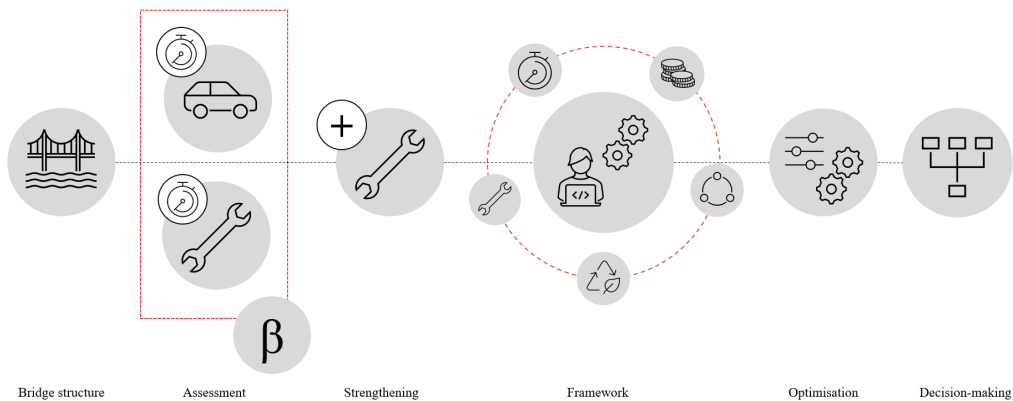 +
</>
β
Bridge structure
Assessment
Strengthening
Framework
Optimisation
Decision-making